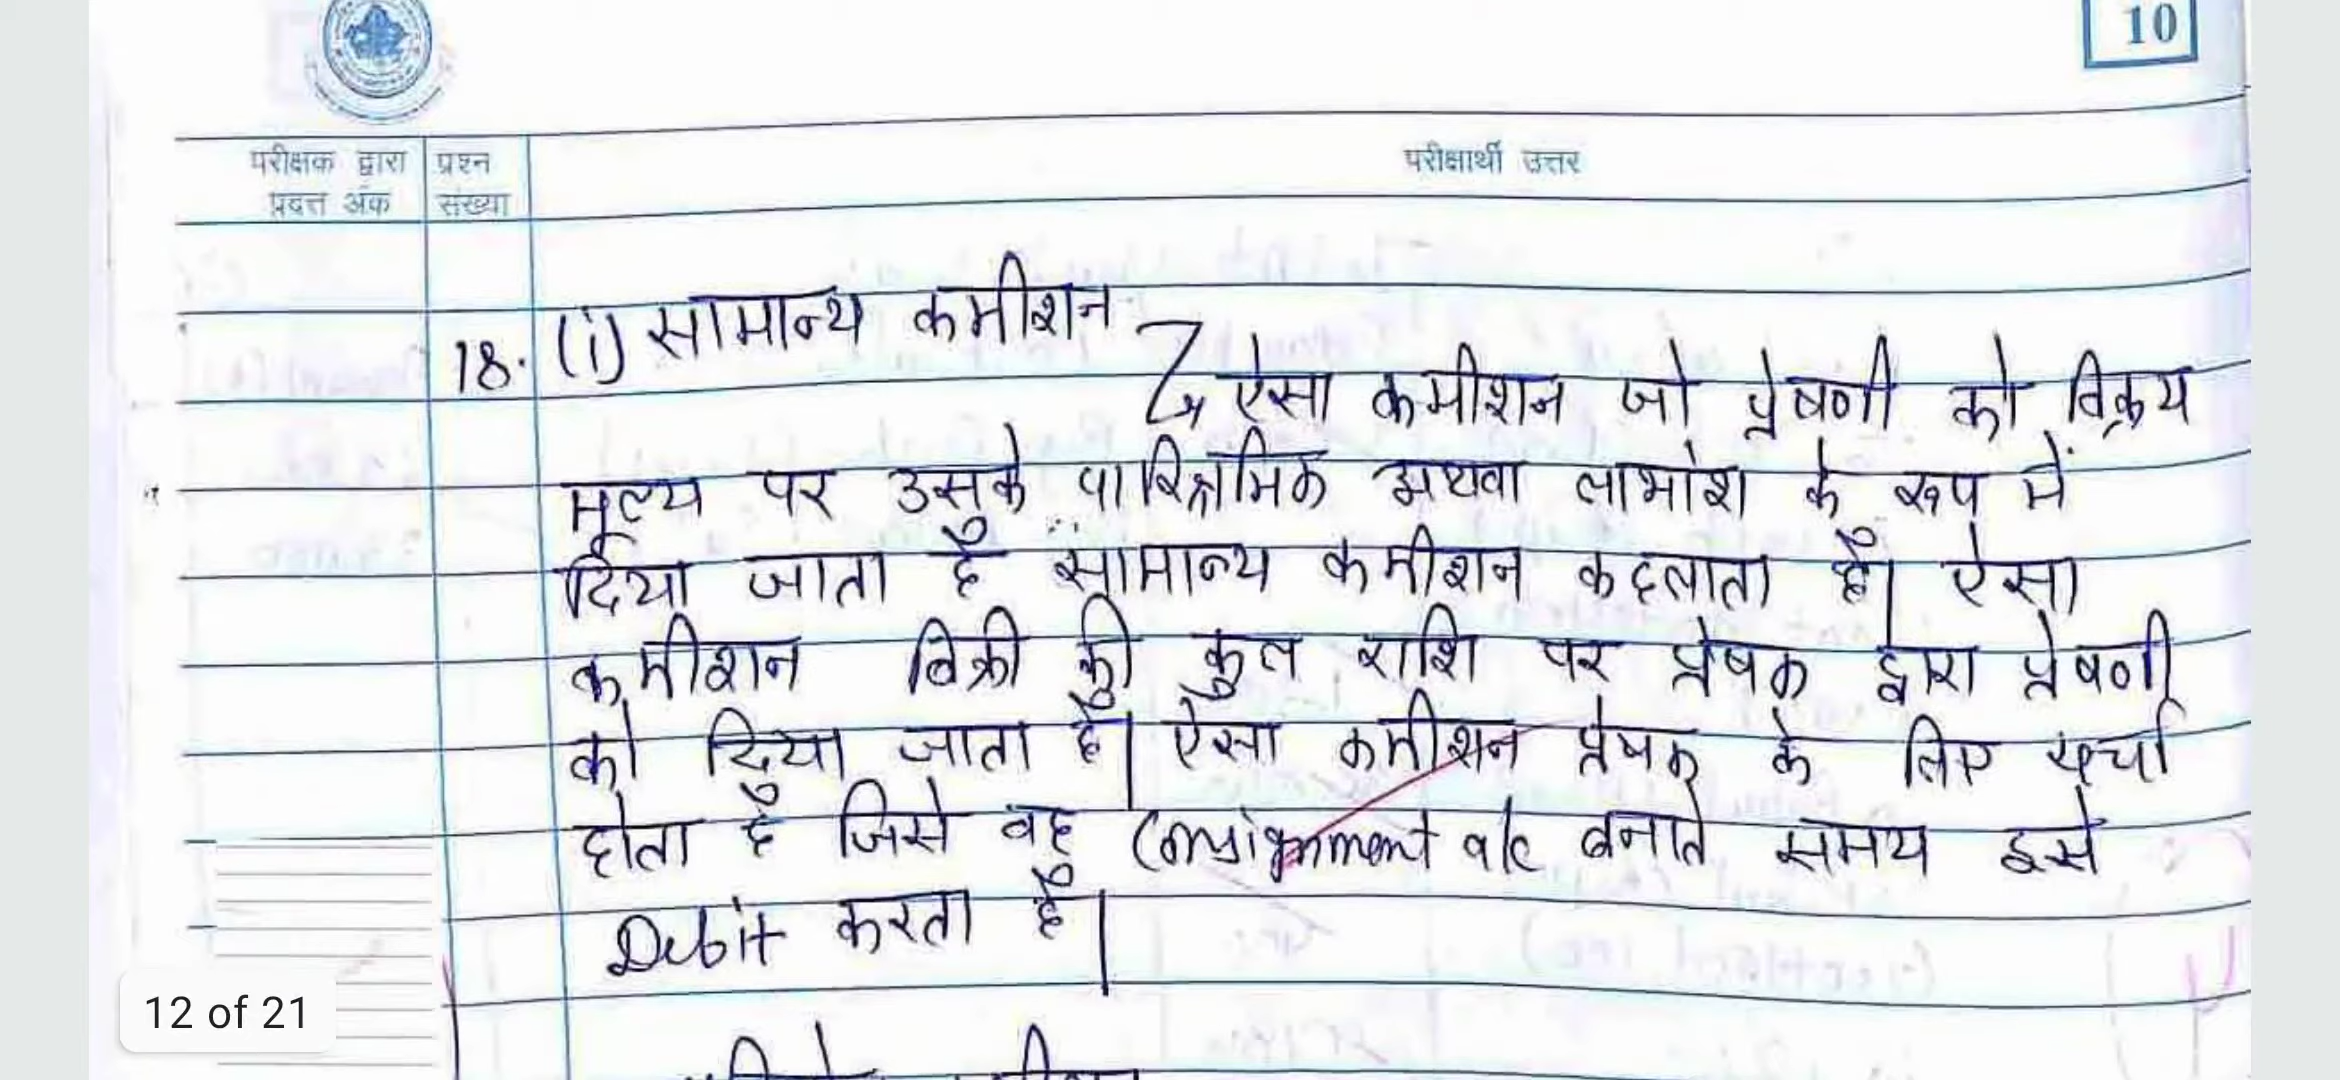 10
परीक्षक द्वारा प्रदत्त अंक
प्रश्न संख्या
परीक्षार्थी उत्तर
18. (i) सामान्य कमीशन
→ ऐसा कमीशन जो प्रेषणी को विक्रय
मूल्य पर उसके पारिश्रमिक अथवा लाभांश के रूप में
दिया जाता है सामान्य कमीशन कहलाता है। ऐसा
कमीशन बिक्री की कुल राशि पर प्रेषक द्वारा प्रेषणी
को दिया जाता है। ऐसा कमीशन प्रेषक के लिए खर्चा
होता है जिसे वह Consignment a/c बनाते समय इसे
Debit करता है।
12 of 21